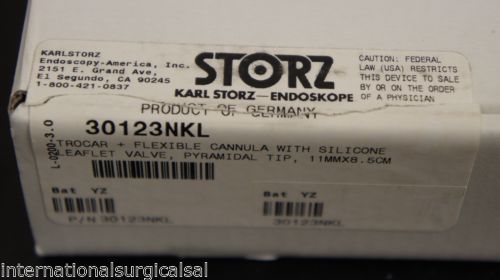 KARLSTORZ
Endoscopy-America, Inc.
2151 E. Grand Ave,
El Segundo, CA 90245
1-800-421-0837
STORZ
KARL STORZ—ENDOSKOPE
CAUTION: FEDERAL
LAW (USA) RESTRICTS
THIS DEVICE TO SALE
BY OR ON THE ORDER
OF A PHYSICIAN
PRODUCT OF GERMANY
30123NKL
L-0200-3.0
TROCAR + FLEXIBLE CANNULA WITH SILICONE
LEAFLET VALVE, PYRAMIDAL TIP, 11MMX8.5CM
Bat YZ
Bat YZ
P/N 30123NKL
30123NKL
internationalsurgicalsal